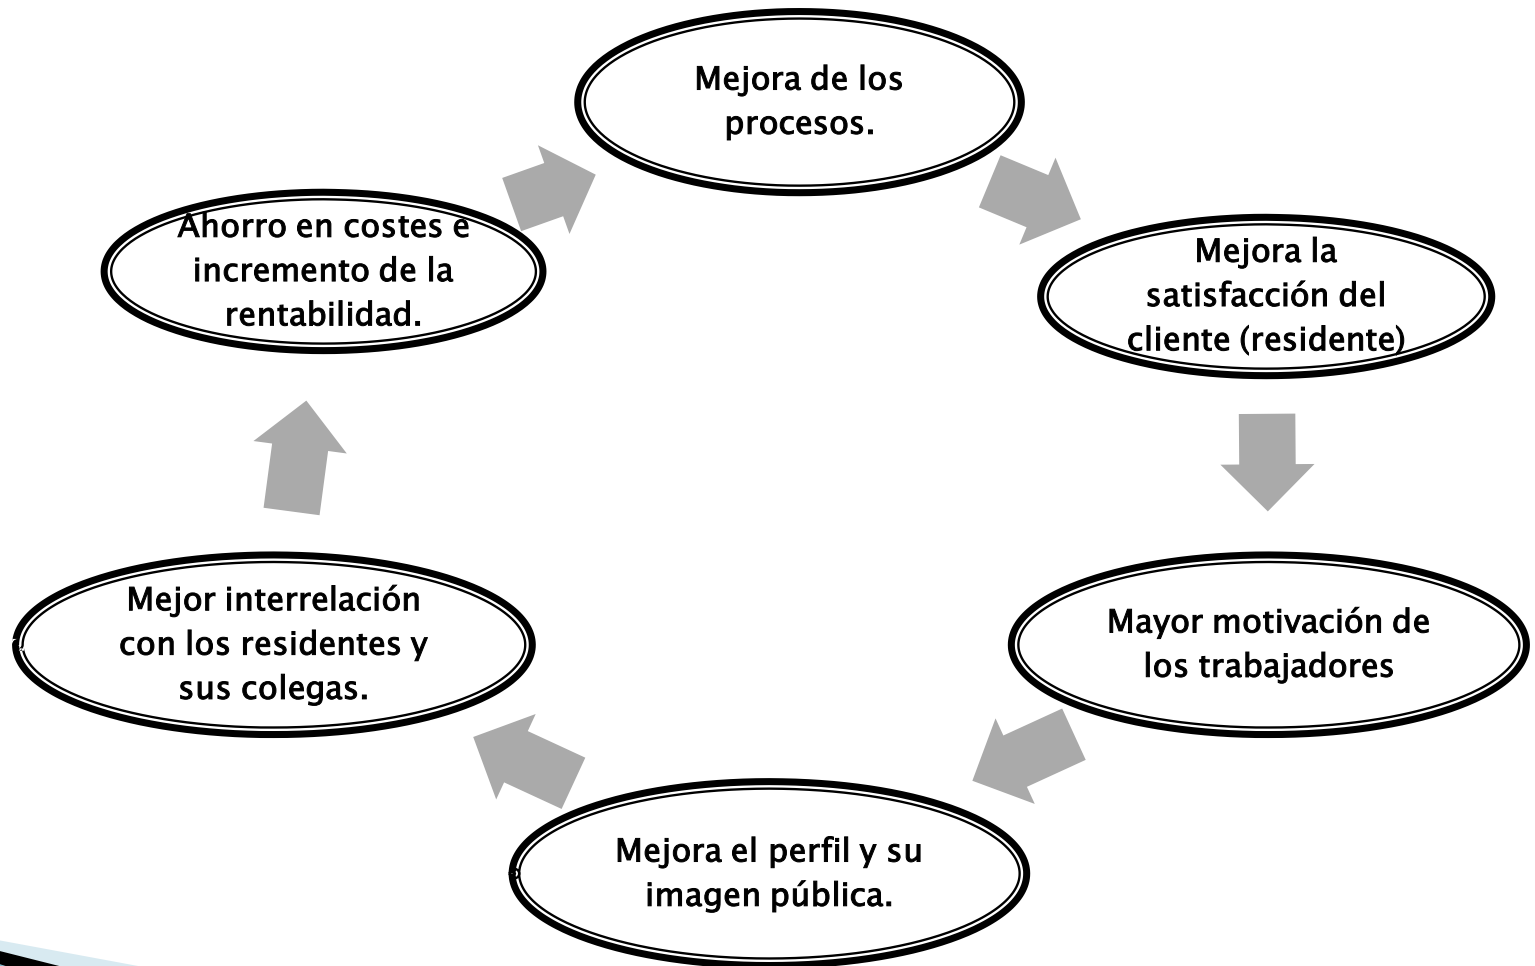 Mejora de los
procesos.
Mejora la
satisfacción del
cliente (residente)
Mayor motivación de
los trabajadores
Mejora el perfil y su
imagen pública.
Mejor interrelación
con los residentes y
sus colegas.
Ahorro en costes e
incremento de la
rentabilidad.